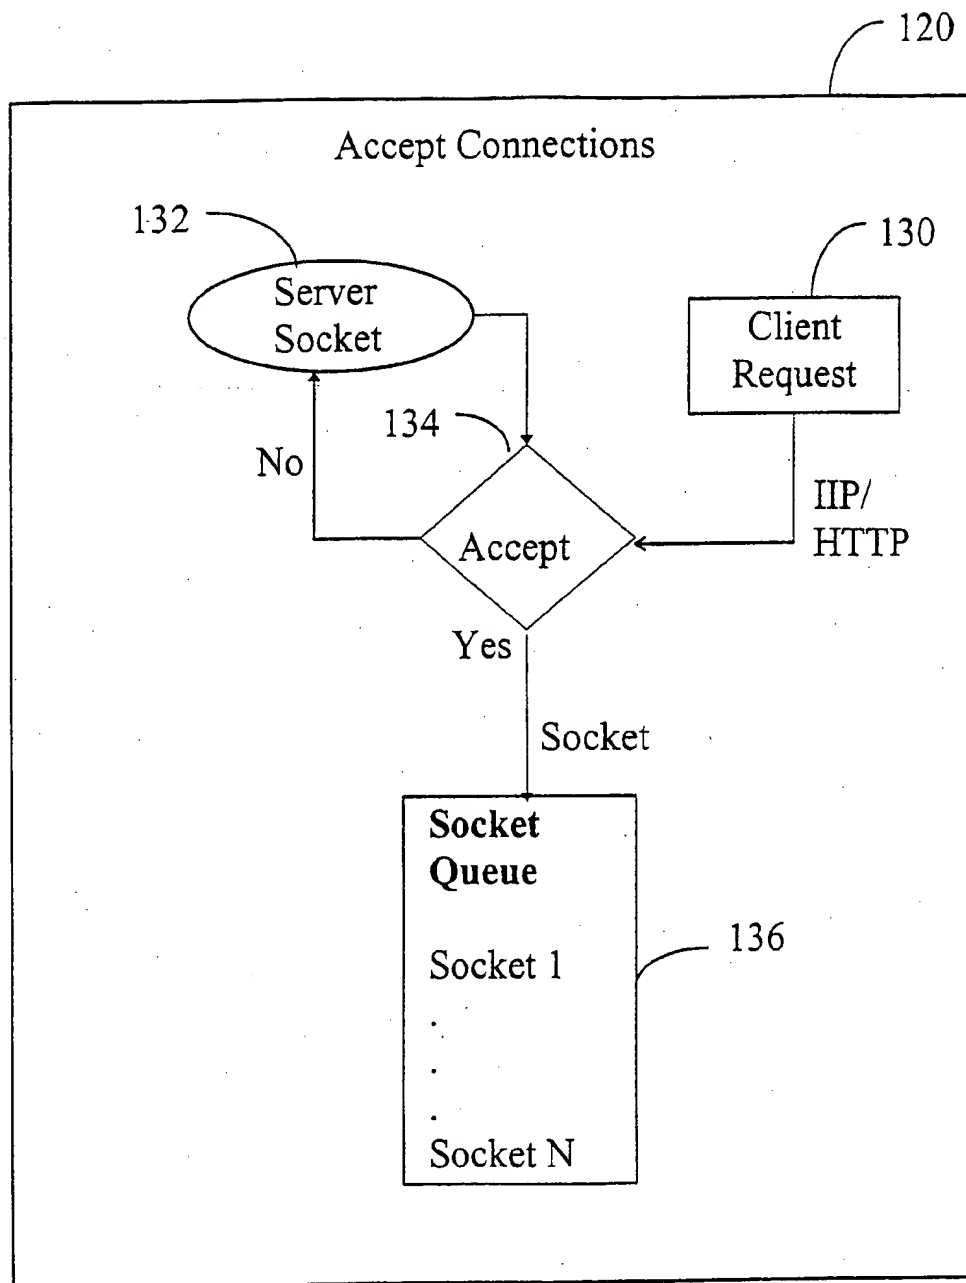 120
Accept Connections
132
130
Server
Socket
Client
Request
134
No
IIP/
HTTP
Accept
Yes
Socket
Socket
Queue
136
Socket 1
.
.
.
Socket N